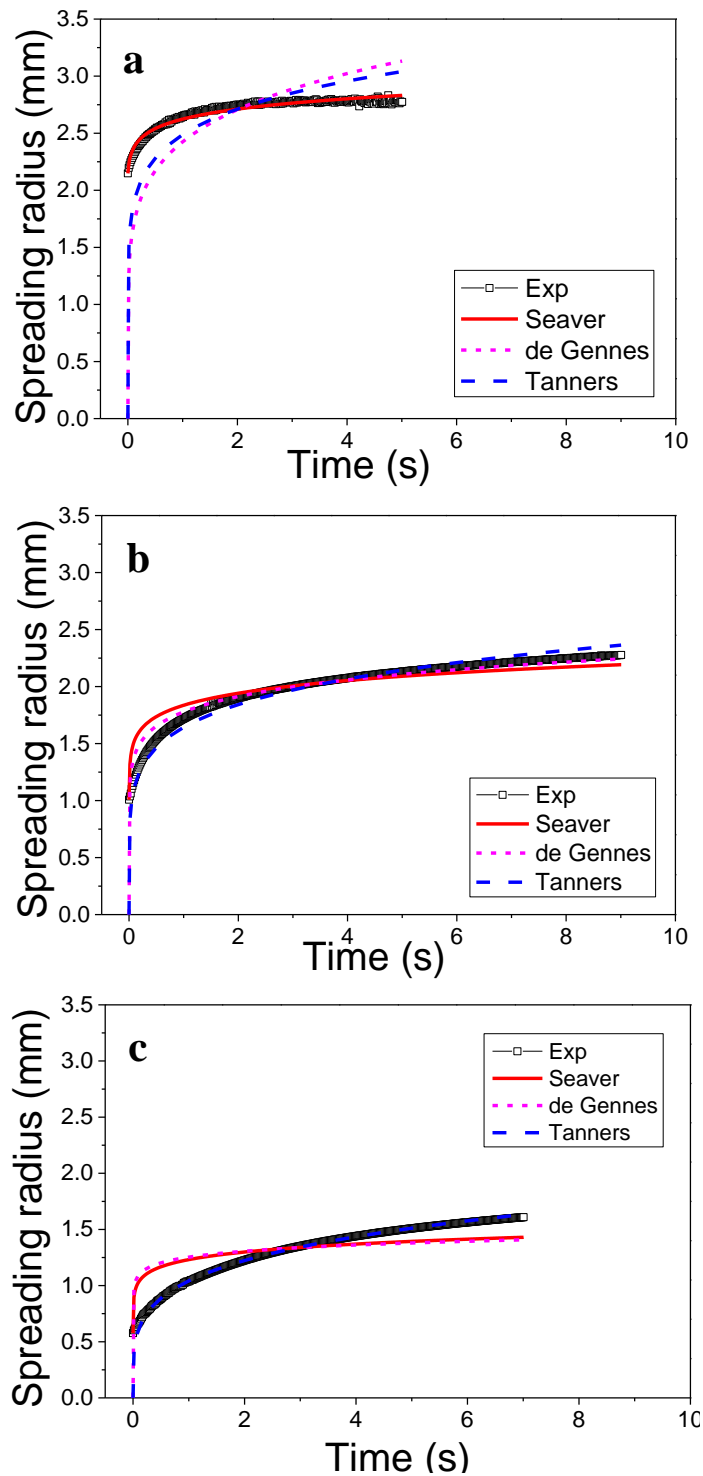 a
Spreading radius (mm)
3.5
3.0
2.5
2.0
1.5
1.0
0.5
0.0
Exp
Seaver
de Gennes
Tanners
0 2 4 6 8 10
Time (s)
b
Spreading radius (mm)
3.5
3.0
2.5
2.0
1.5
1.0
0.5
0.0
Exp
Seaver
de Gennes
Tanners
0 2 4 6 8 10
Time (s)
c
Spreading radius (mm)
3.5
3.0
2.5
2.0
1.5
1.0
0.5
0.0
Exp
Seaver
de Gennes
Tanners
0 2 4 6 8 10
Time (s)